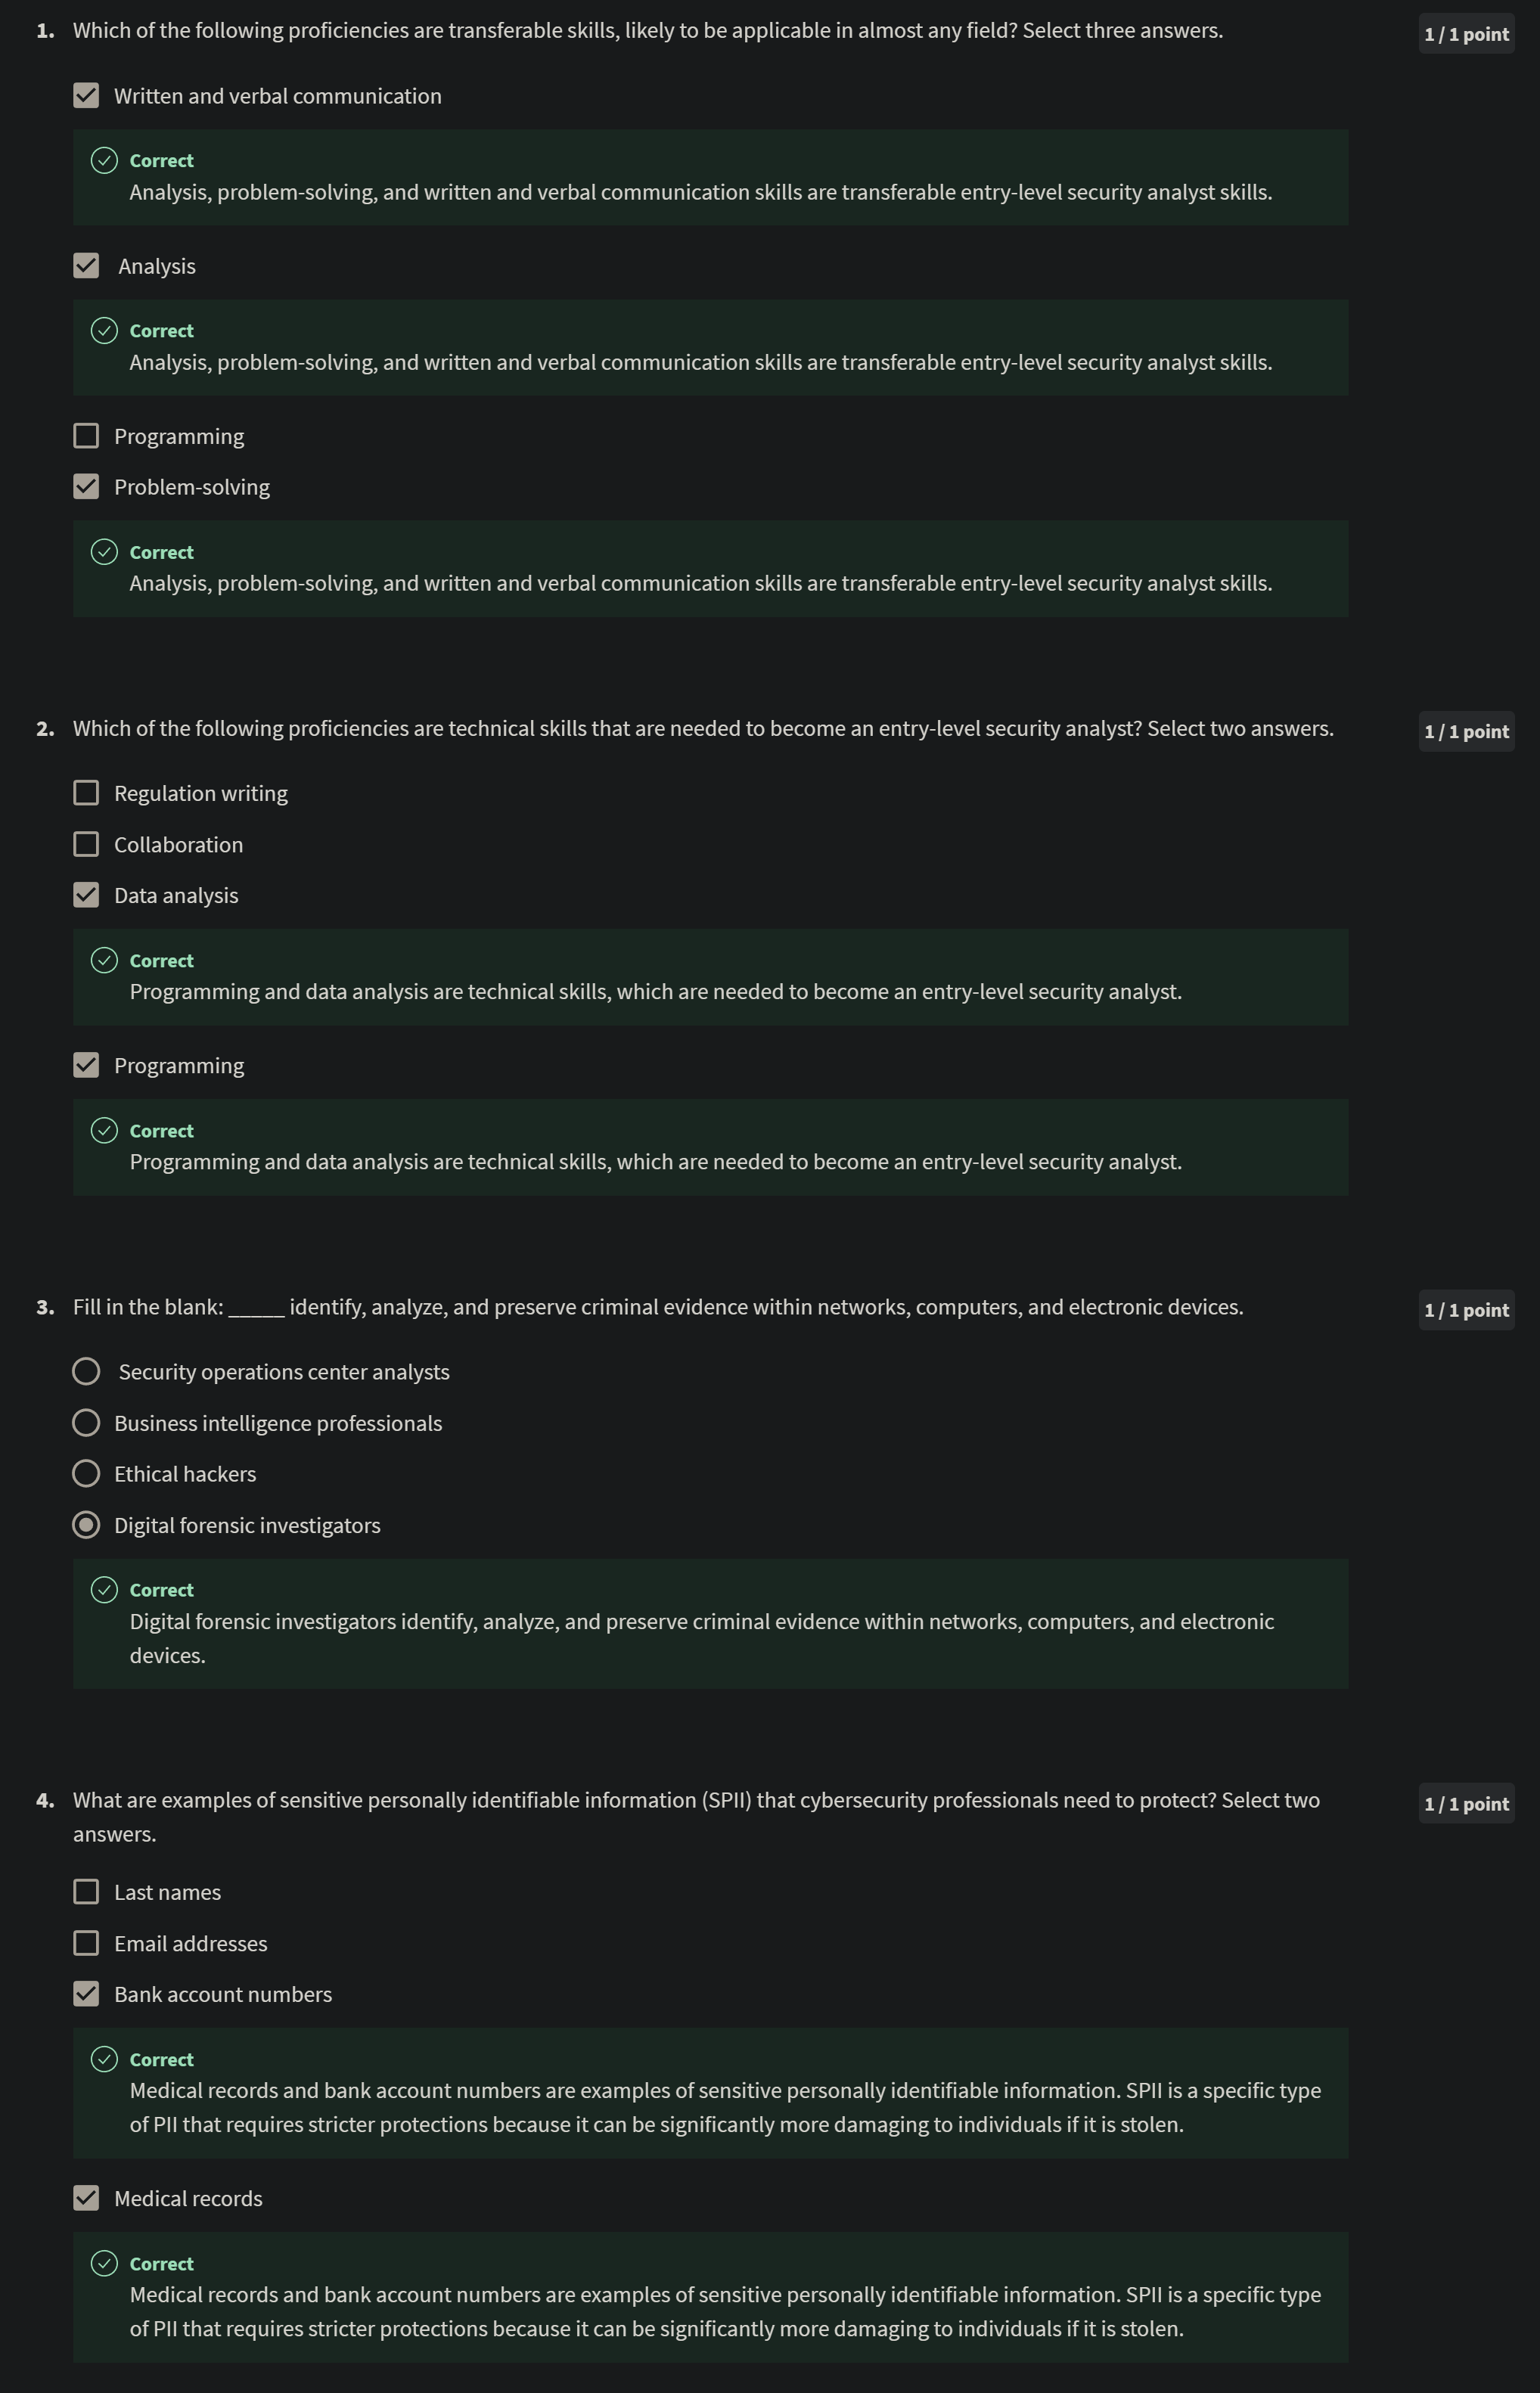 1. Which of the following proficiencies are transferable skills, likely to be applicable in almost any field? Select three answers.
1 / 1 point
Written and verbal communication
Correct
Analysis, problem-solving, and written and verbal communication skills are transferable entry-level security analyst skills.
Analysis
Correct
Analysis, problem-solving, and written and verbal communication skills are transferable entry-level security analyst skills.
Programming
Problem-solving
Correct
Analysis, problem-solving, and written and verbal communication skills are transferable entry-level security analyst skills.
2. Which of the following proficiencies are technical skills that are needed to become an entry-level security analyst? Select two answers.
1 / 1 point
Regulation writing
Collaboration
Data analysis
Correct
Programming and data analysis are technical skills, which are needed to become an entry-level security analyst.
Programming
Correct
Programming and data analysis are technical skills, which are needed to become an entry-level security analyst.
3. Fill in the blank: _____ identify, analyze, and preserve criminal evidence within networks, computers, and electronic devices.
1 / 1 point
Security operations center analysts
Business intelligence professionals
Ethical hackers
Digital forensic investigators
Correct
Digital forensic investigators identify, analyze, and preserve criminal evidence within networks, computers, and electronic
devices.
4. What are examples of sensitive personally identifiable information (SPII) that cybersecurity professionals need to protect? Select two
answers.
1 / 1 point
Last names
Email addresses
Bank account numbers
Correct
Medical records and bank account numbers are examples of sensitive personally identifiable information. SPII is a specific type
of PII that requires stricter protections because it can be significantly more damaging to individuals if it is stolen.
Medical records
Correct
Medical records and bank account numbers are examples of sensitive personally identifiable information. SPII is a specific type
of PII that requires stricter protections because it can be significantly more damaging to individuals if it is stolen.